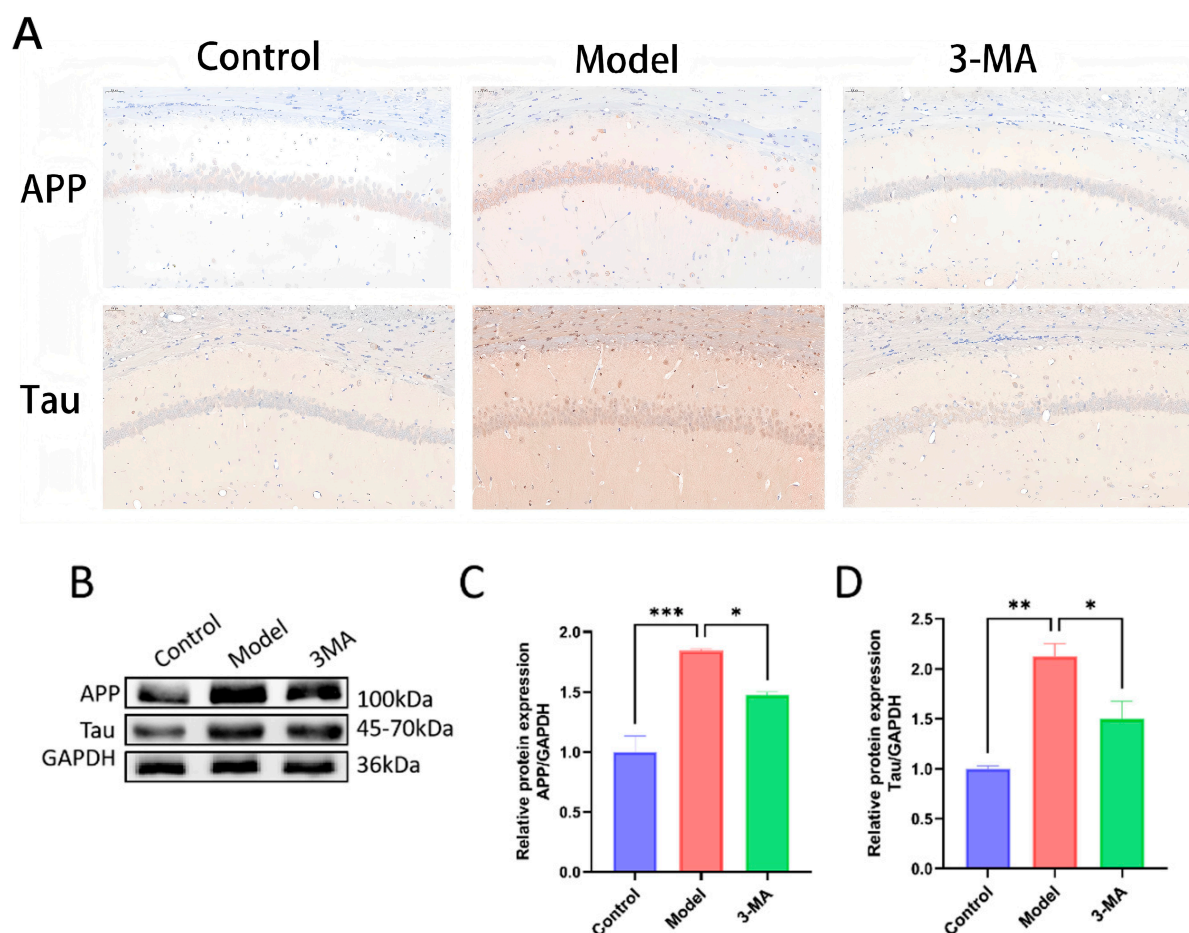 A
Control
Model
3-MA
APP
Tau
B
Control
Model
3MA
APP
100kDa
Tau
45-70kDa
GAPDH
36kDa
C
***
*
Relative protein expression
APP/GAPDH
2.0
1.5
1.0
0.5
0.0
Control
Model
3-MA
D
**
*
Relative protein expression
Tau/GAPDH
2.5
2.0
1.5
1.0
0.5
0.0
Control
Model
3-MA